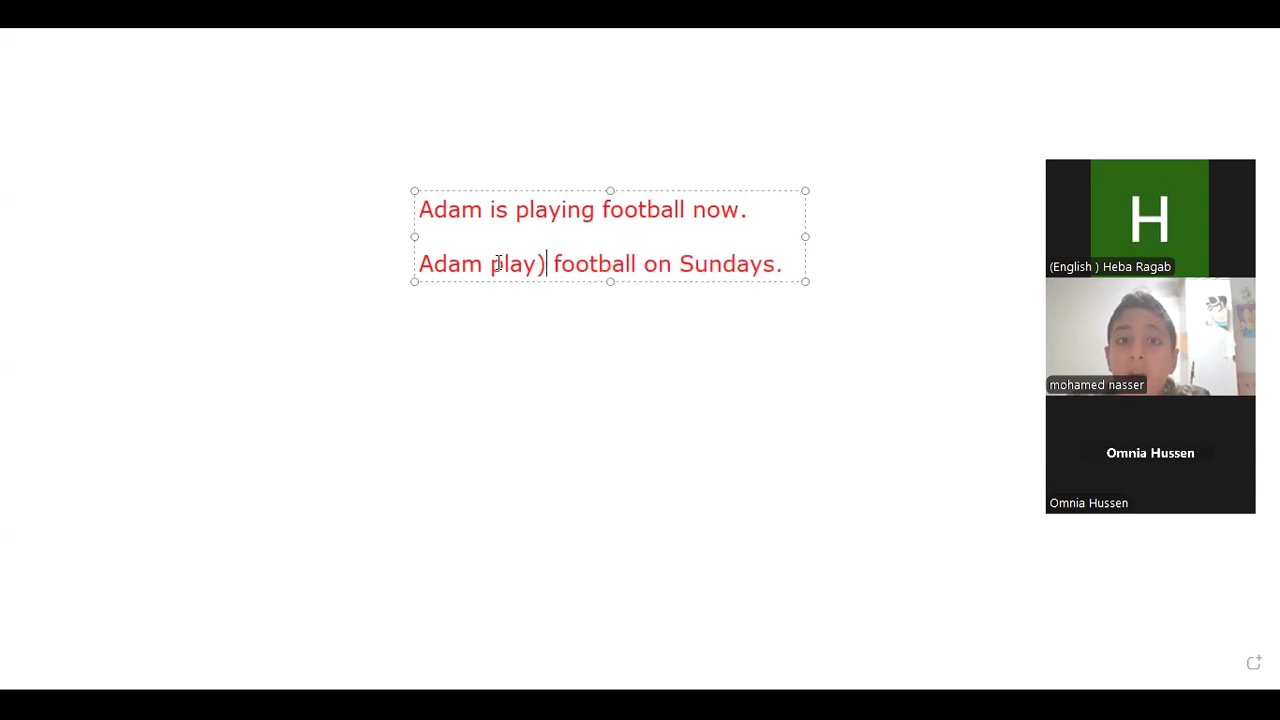 Adam is playing football now.
Adam play) football on Sundays.
H
(English ) Heba Ragab
mohamed nasser
Omnia Hussen
Omnia Hussen